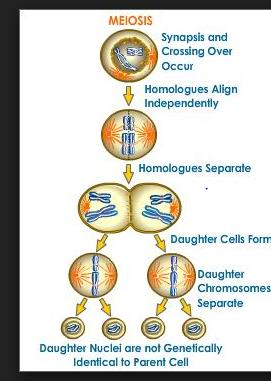 MEIOSIS
Synapsis and
Crossing Over
Occur
Homologues Align
Independently
Homologues Separate
Daughter Cells Form
Daughter
Chromosomes
Separate
Daughter Nuclei are not Genetically
Identical to Parent Cell